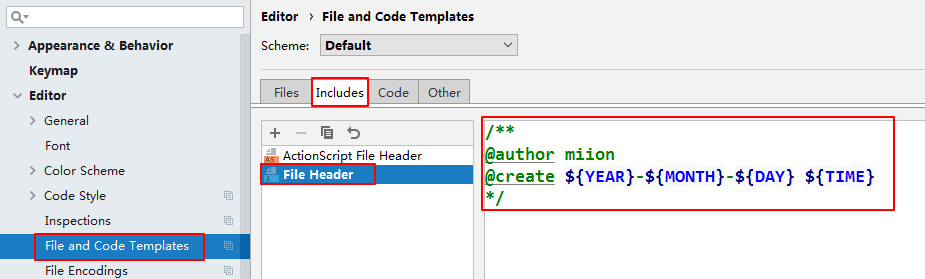 Appearance & Behavior
Keymap
Editor
General
Font
Color Scheme
Code Style
Inspections
File and Code Templates
File Encodings
Editor › File and Code Templates
Scheme: Default
Files Includes Code Other
ActionScript File Header
File Header
/**
@author miion
@create ${YEAR}-${MONTH}-${DAY} ${TIME}
*/